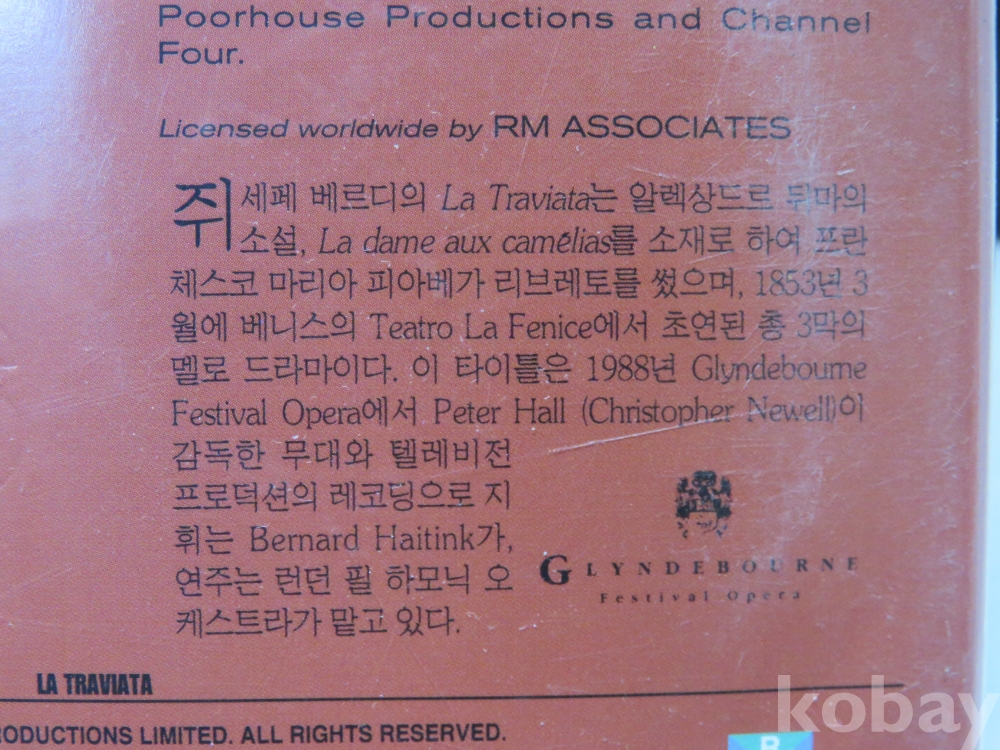 Poorhouse Productions and Channel
Four.
Licensed worldwide by RM ASSOCIATES
쥐세페 베르디의 La Traviata는 알렉상드르 뒤마의
소설, La dame aux camélias를 소재로 하여 프란
체스코 마리아 피아베가 리브레토를 썼으며, 1853년 3
월에 베니스의 Teatro La Fenice에서 초연된 총 3막의
멜로 드라마이다. 이 타이틀은 1988년 Glyndebourne
Festival Opera에서 Peter Hall (Christopher Newell)이
감독한 무대와 텔레비전
프로덕션의 레코딩으로 지
휘는 Bernard Haitink가,
연주는 런던 필 하모닉 오
케스트라가 맡고 있다.
GLYNDEBOURNE
Festival Opera
LA TRAVIATA
RODUCTIONS LIMITED. ALL RIGHTS RESERVED.
kobay